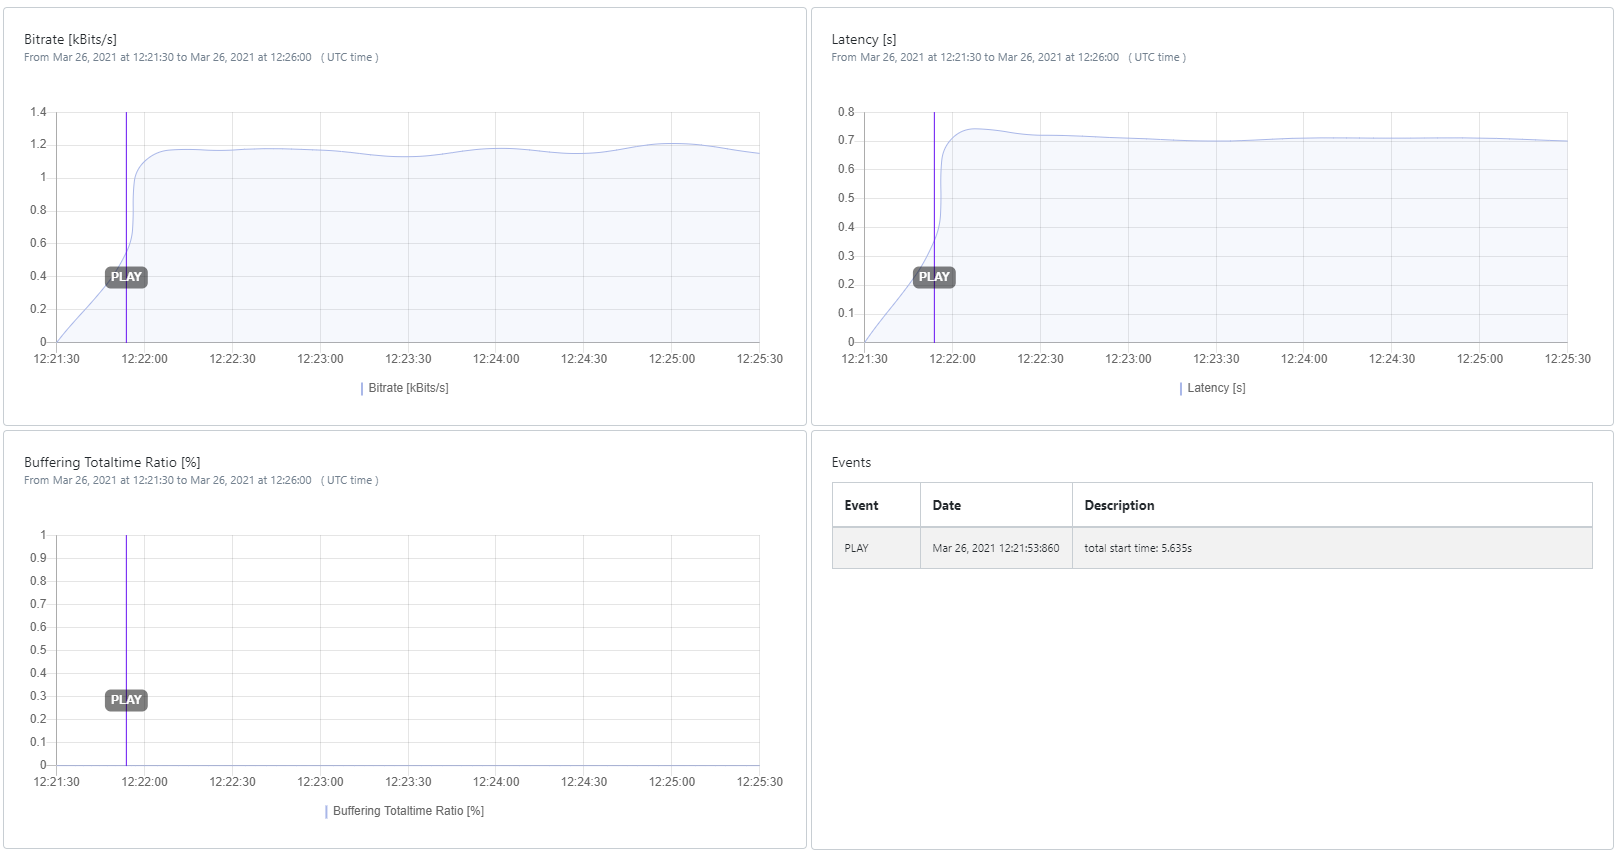 Bitrate [kBits/s]
From Mar 26, 2021 at 12:21:30 to Mar 26, 2021 at 12:26:00 ( UTC time )
1.4
1.2
1
0.8
0.6
0.4
0.2
0
PLAY
12:21:30 12:22:00 12:22:30 12:23:00 12:23:30 12:24:00 12:24:30 12:25:00 12:25:30
Bitrate [kBits/s]
Latency [s]
From Mar 26, 2021 at 12:21:30 to Mar 26, 2021 at 12:26:00 ( UTC time )
0.8
0.7
0.6
0.5
0.4
0.3
0.2
0.1
0
PLAY
12:21:30 12:22:00 12:22:30 12:23:00 12:23:30 12:24:00 12:24:30 12:25:00 12:25:30
Latency [s]
Buffering Totaltime Ratio [%]
From Mar 26, 2021 at 12:21:30 to Mar 26, 2021 at 12:26:00 ( UTC time )
1
0.9
0.8
0.7
0.6
0.5
0.4
0.3
0.2
0.1
0
PLAY
12:21:30 12:22:00 12:22:30 12:23:00 12:23:30 12:24:00 12:24:30 12:25:00 12:25:30
Buffering Totaltime Ratio [%]
Events
Event Date Description
PLAY Mar 26, 2021 12:21:53:860 total start time: 5.635s